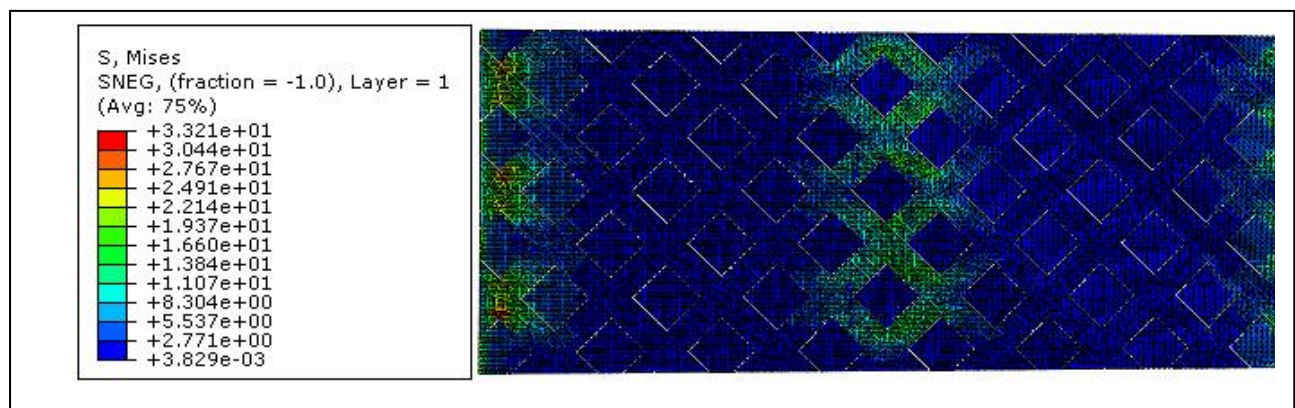 S, Mises
SNEG, (fraction = -1.0), Layer = 1
(Avg: 75%)
+3.321e+01
+3.044e+01
+2.767e+01
+2.491e+01
+2.214e+01
+1.937e+01
+1.660e+01
+1.384e+01
+1.107e+01
+8.304e+00
+5.537e+00
+2.771e+00
+3.829e-03